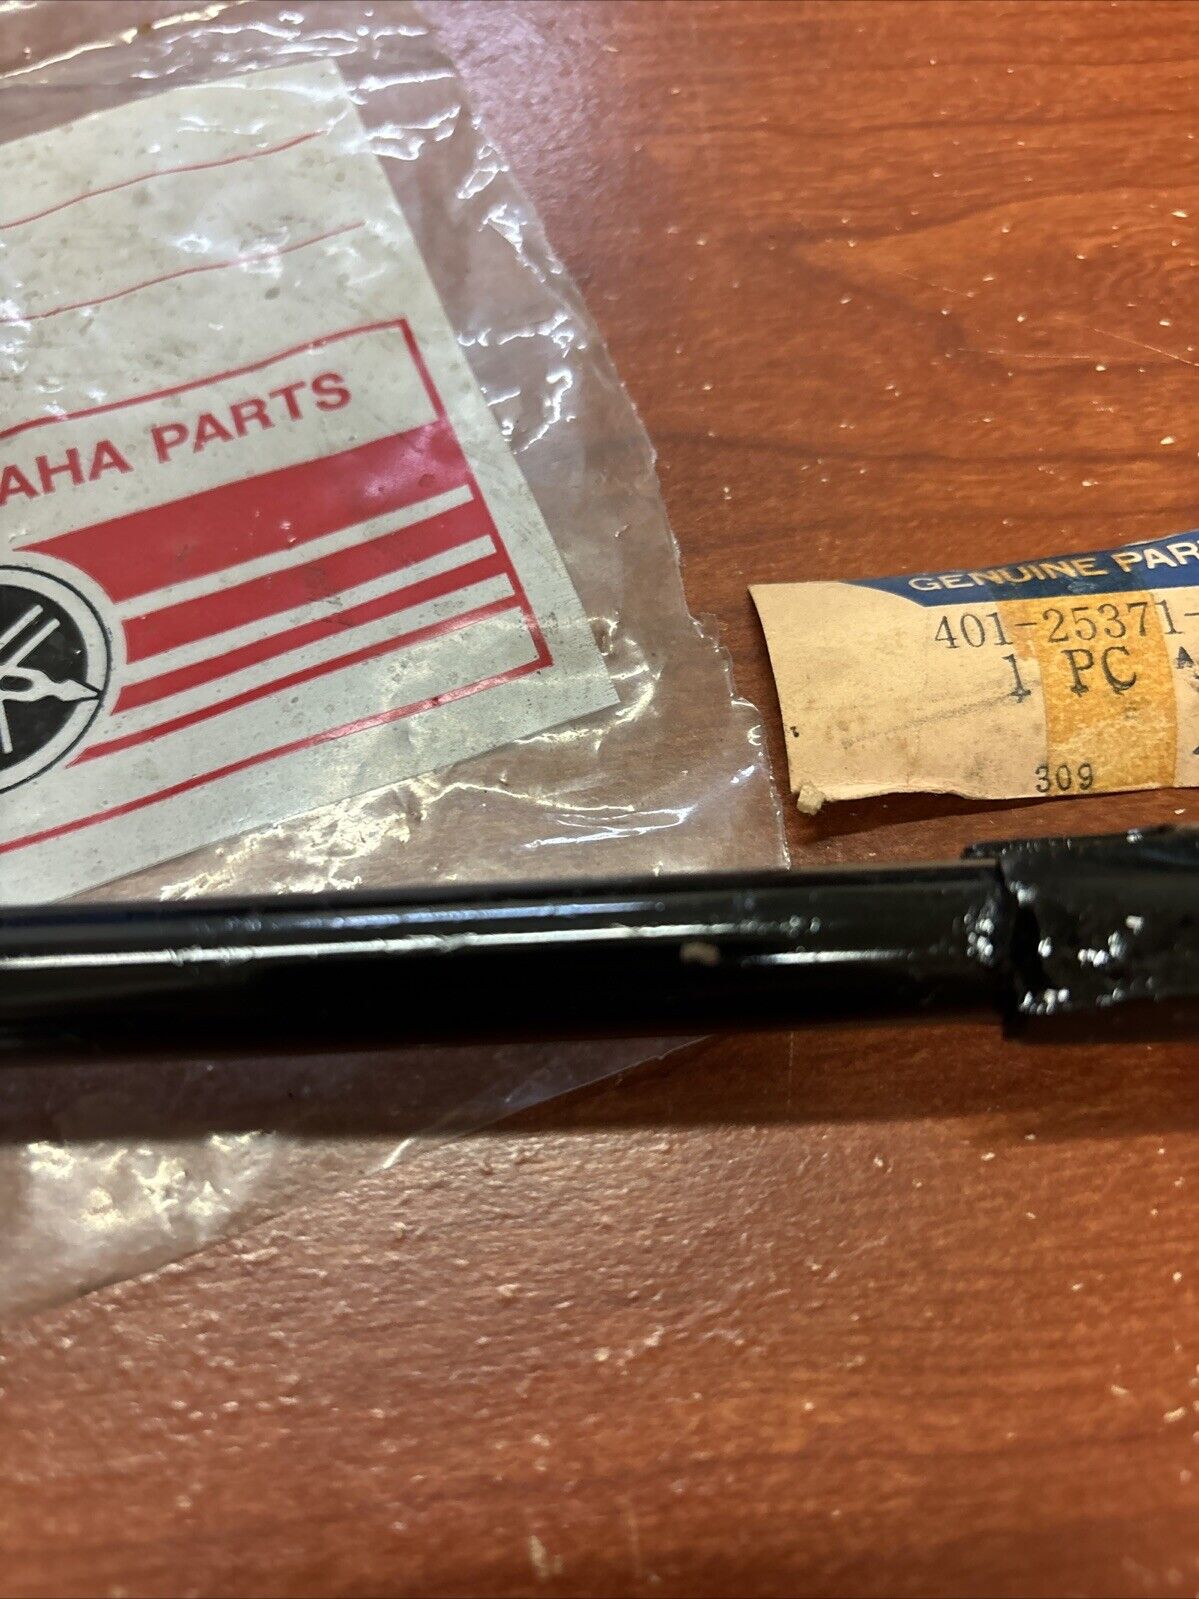 AHA PARTS
GENUINE PAR
401-25371-
1 PC
309